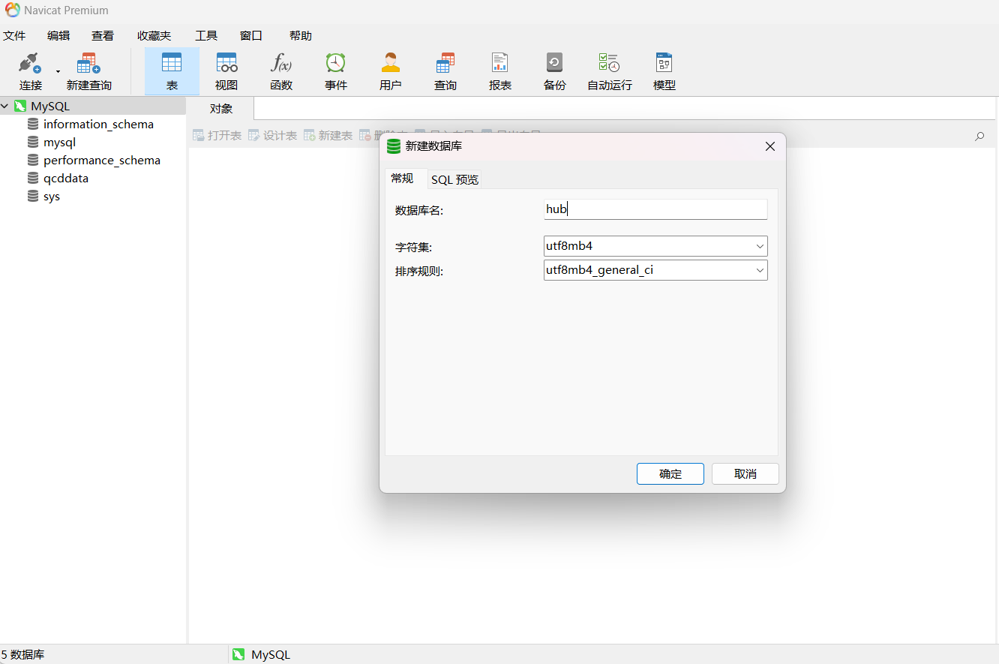 Navicat Premium
文件 编辑 查看 收藏夹 工具 窗口 帮助
连接 新建查询 表 视图 函数 事件 用户 查询 报表 备份 自动运行 模型
MySQL
information_schema
mysql
performance_schema
qcddata
sys
对象
打开表 设计表 新建表
新建数据库
常规 SQL 预览
数据库名: hub
字符集: utf8mb4
排序规则: utf8mb4_general_ci
确定 取消
5 数据库 MySQL